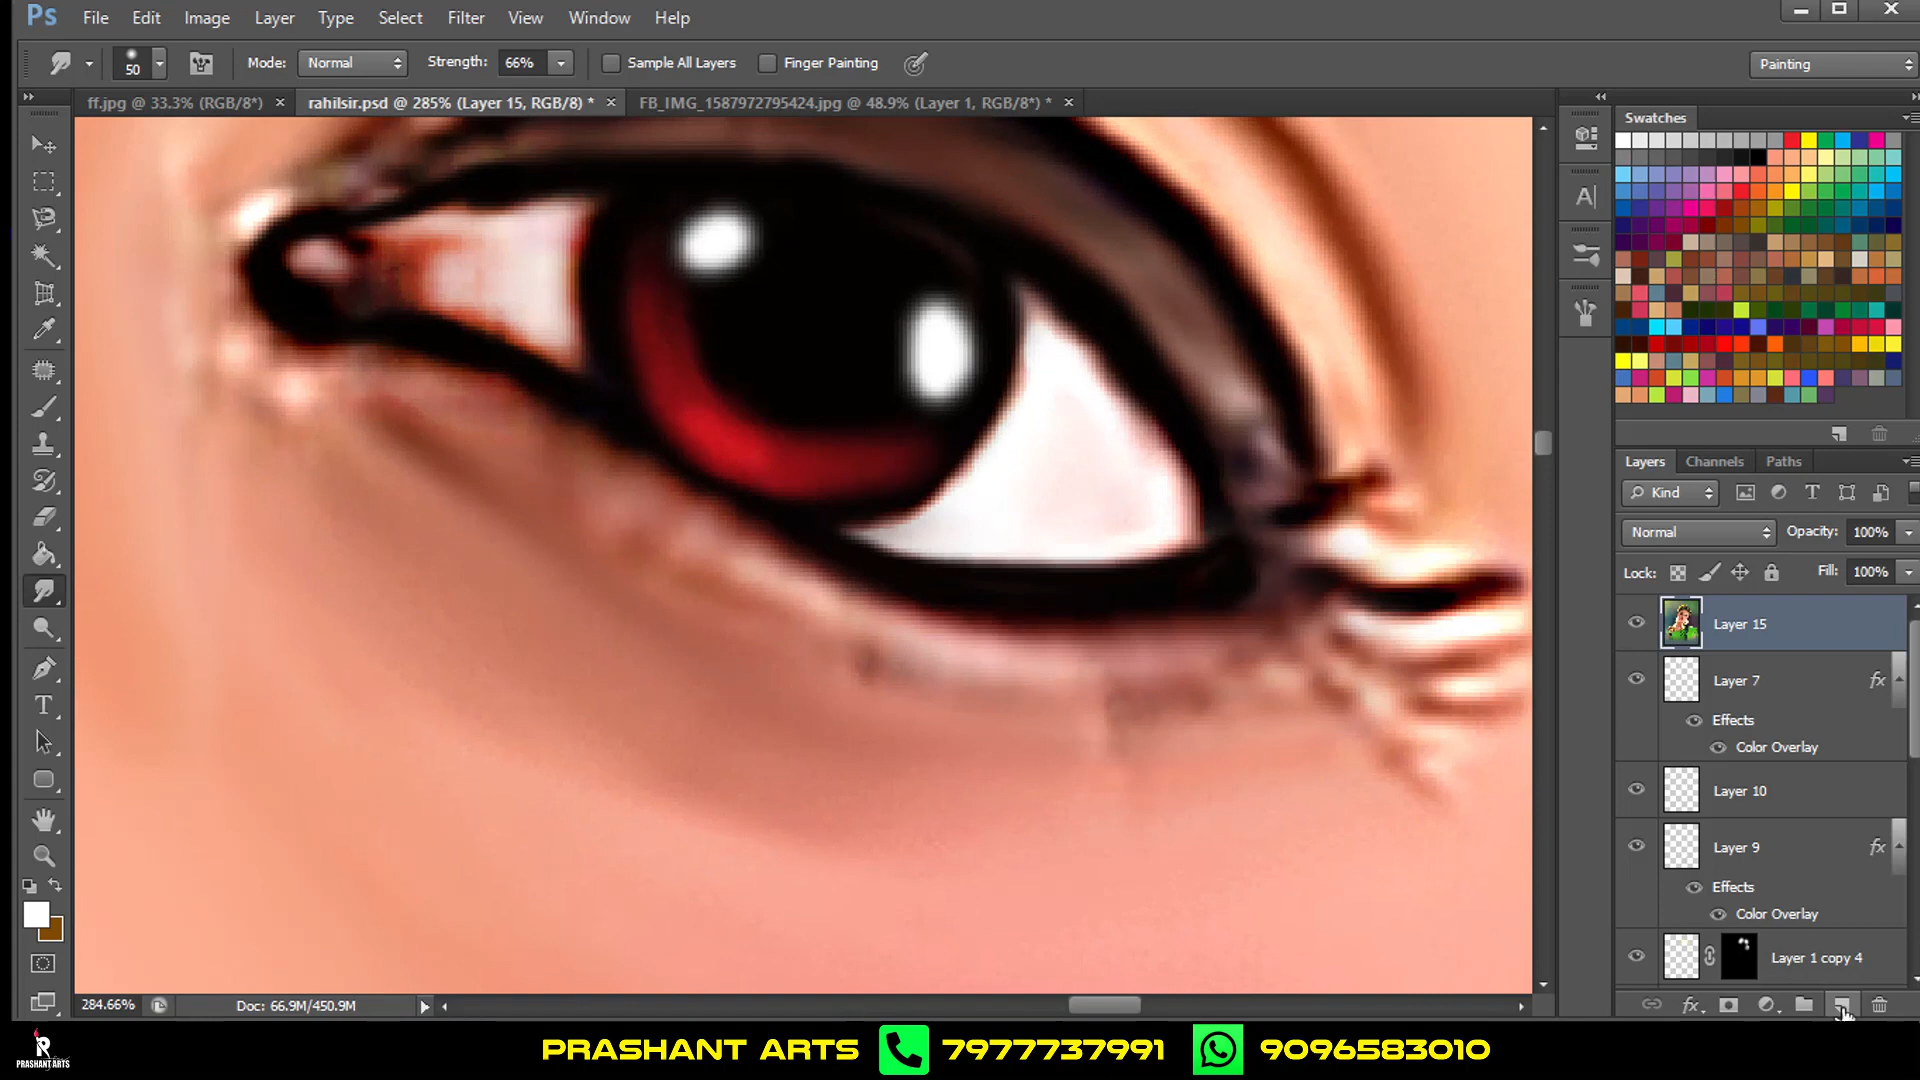 Ps File Edit Image Layer Type Select Filter View Window Help
50 Mode: Normal Strength: 66% Sample All Layers Finger Painting Painting
ff.jpg @ 33.3% (RGB/8*) × rahilsir.psd @ 285% (Layer 15, RGB/8) * × FB_IMG_1587972795424.jpg @ 48.9% (Layer 1, RGB/8*) * ×
Swatches
Layers Channels Paths
Kind
Normal Opacity: 100%
Lock: Fill: 100%
Layer 15
Layer 7 fx
Effects
Color Overlay
Layer 10
Layer 9 fx
Effects
Color Overlay
Layer 1 copy 4
284.66% Doc: 66.9M/450.9M
PRASHANT ARTS 7977737991 9096583010
PRASHANT ARTS